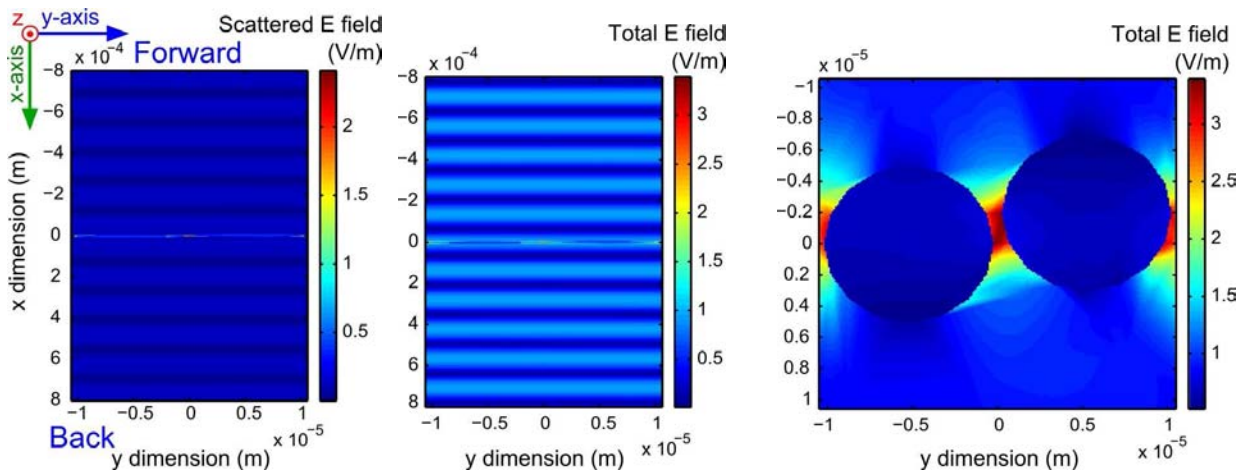 z y-axis
x-axis
Forward
Back
Scattered E field
(V/m)
x 10⁻⁴
−8
−6
−4
−2
0
2
4
6
8
x dimension (m)
−1 −0.5 0 0.5 1
x 10⁻⁵
y dimension (m)
2
1.5
1
0.5
Total E field
(V/m)
x 10⁻⁴
−8
−6
−4
−2
0
2
4
6
8
−1 −0.5 0 0.5 1
x 10⁻⁵
y dimension (m)
3
2.5
2
1.5
1
0.5
Total E field
(V/m)
x 10⁻⁵
−1
−0.8
−0.6
−0.4
−0.2
0
0.2
0.4
0.6
0.8
1
−1 −0.5 0 0.5 1
x 10⁻⁵
y dimension (m)
3
2.5
2
1.5
1